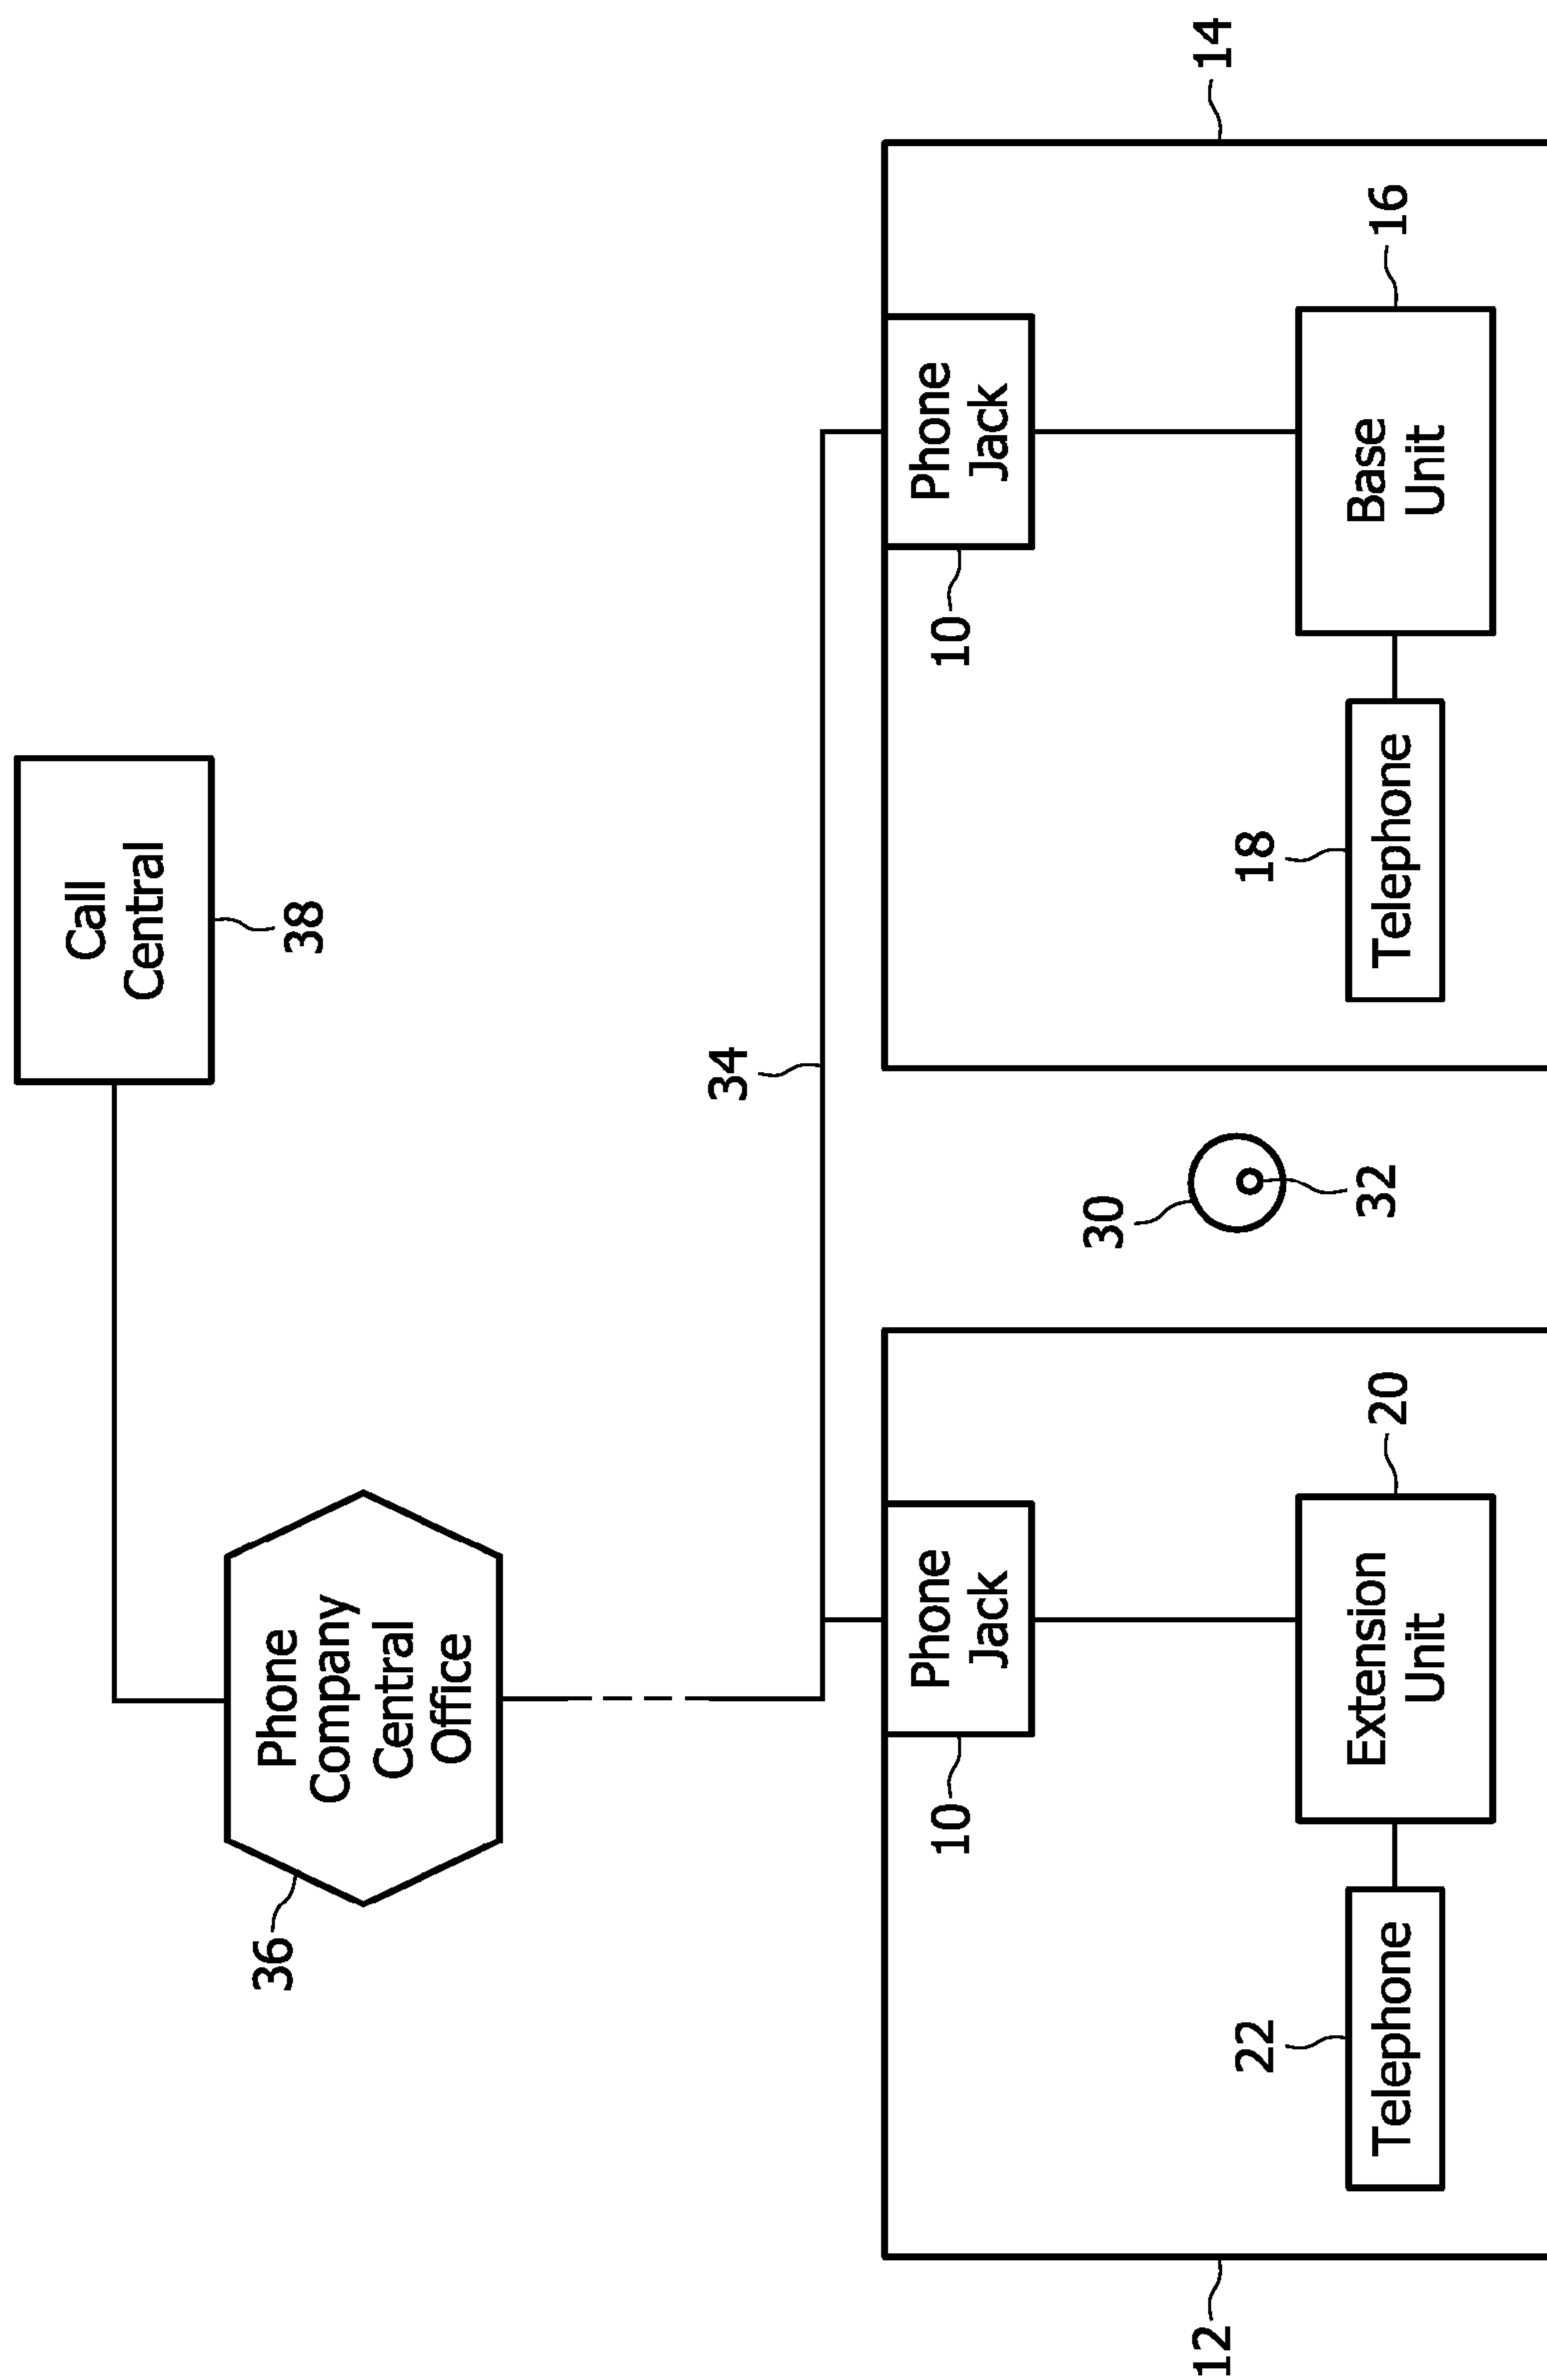 Call
Central
38
Phone
Company
Central
Office
36
34
Phone
Jack
10
Extension
Unit
20
Telephone
22
12
30
32
Phone
Jack
10
Base
Unit
16
Telephone
18
14